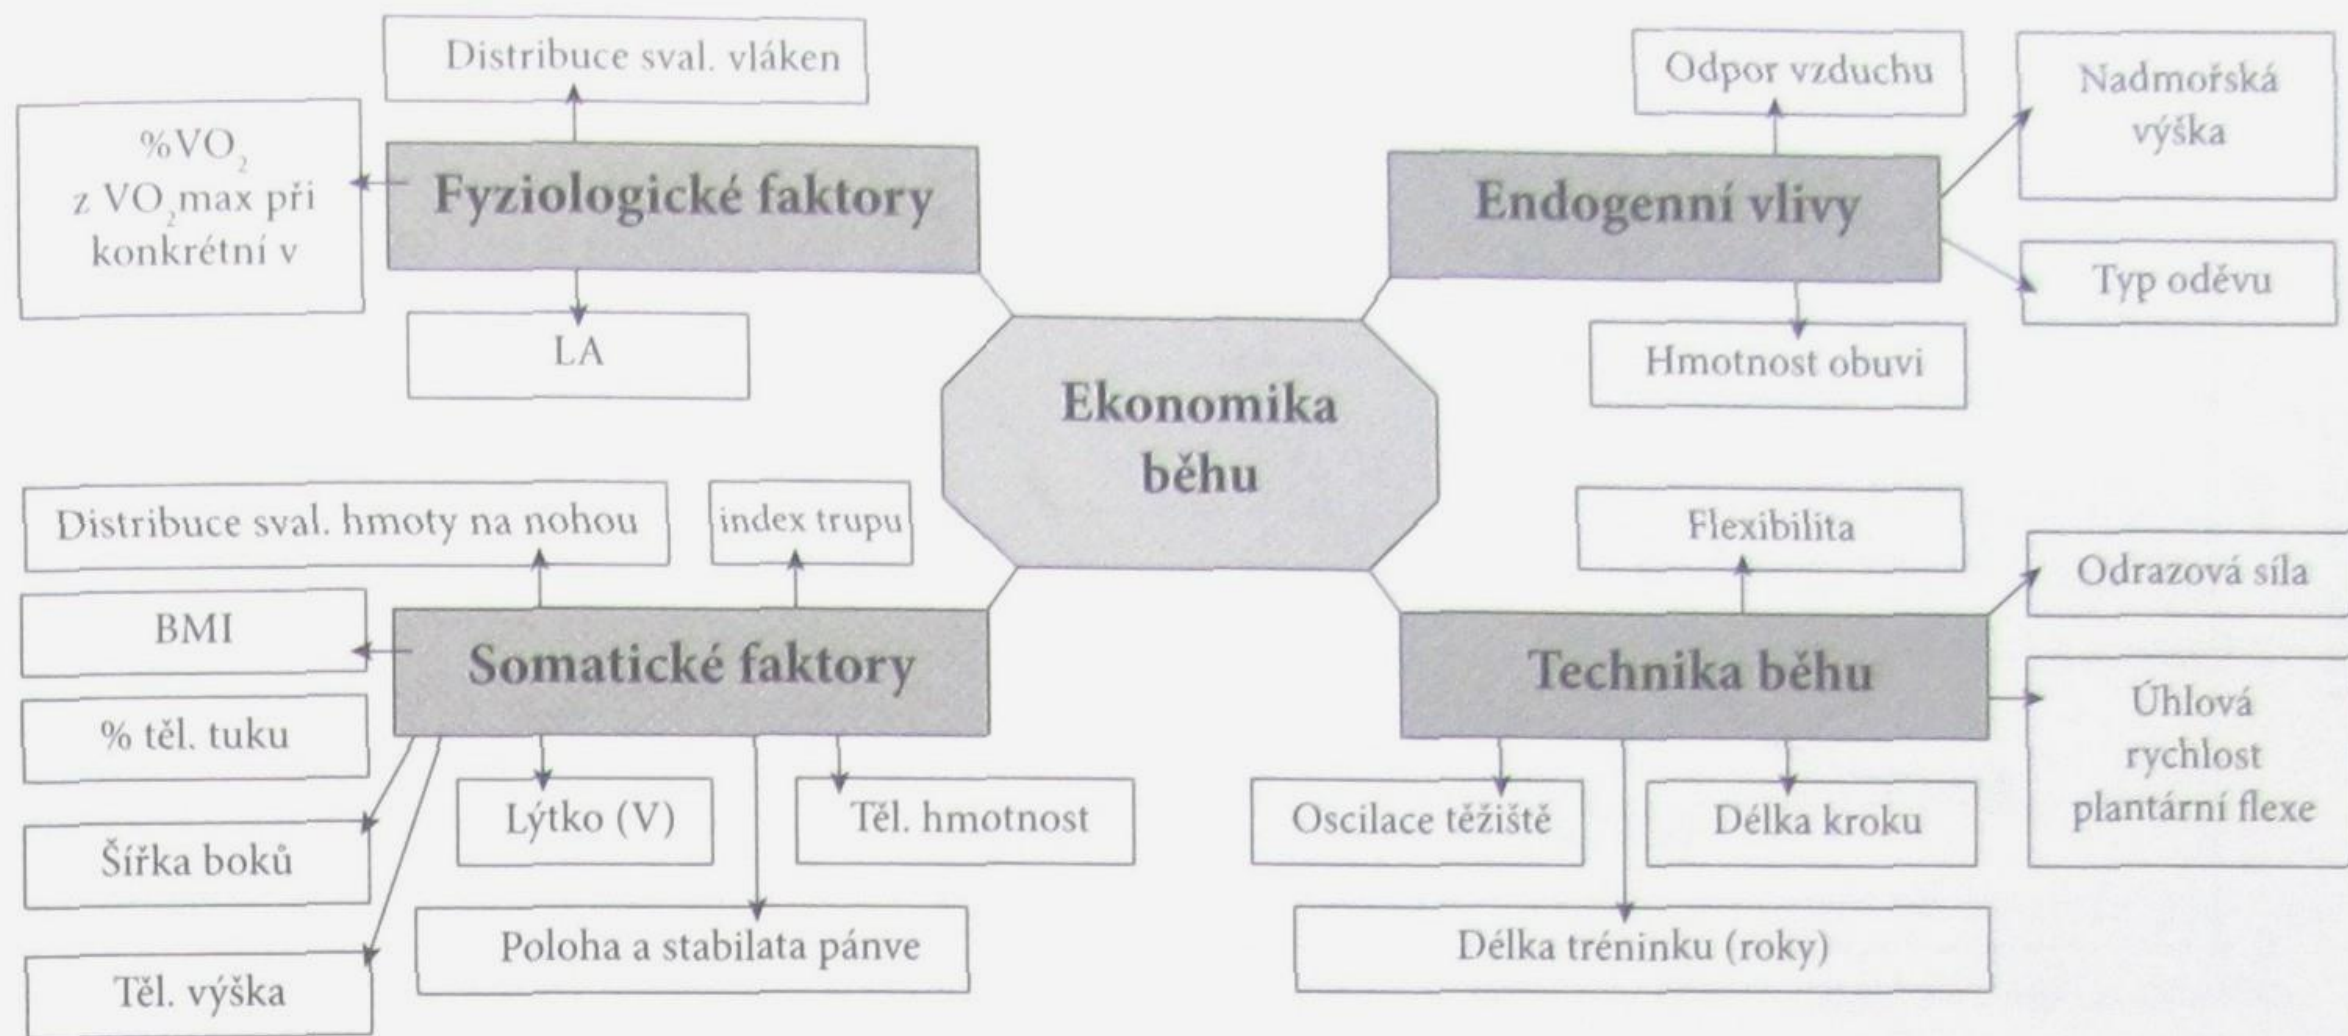 Distribuce sval. vláken
%VO₂
z VO₂max při
konkrétní v
Fyziologické faktory
LA
Odpor vzduchu
Nadmořská
výška
Endogenní vlivy
Typ oděvu
Hmotnost obuvi
Ekonomika
běhu
Distribuce sval. hmoty na nohou
index trupu
BMI
Somatické faktory
% těl. tuku
Šířka boků
Lýtko (V)
Těl. hmotnost
Poloha a stabilata pánve
Těl. výška
Flexibilita
Odrazová síla
Technika běhu
Úhlová
rychlost
plantární flexe
Oscilace těžiště
Délka kroku
Délka tréninku (roky)